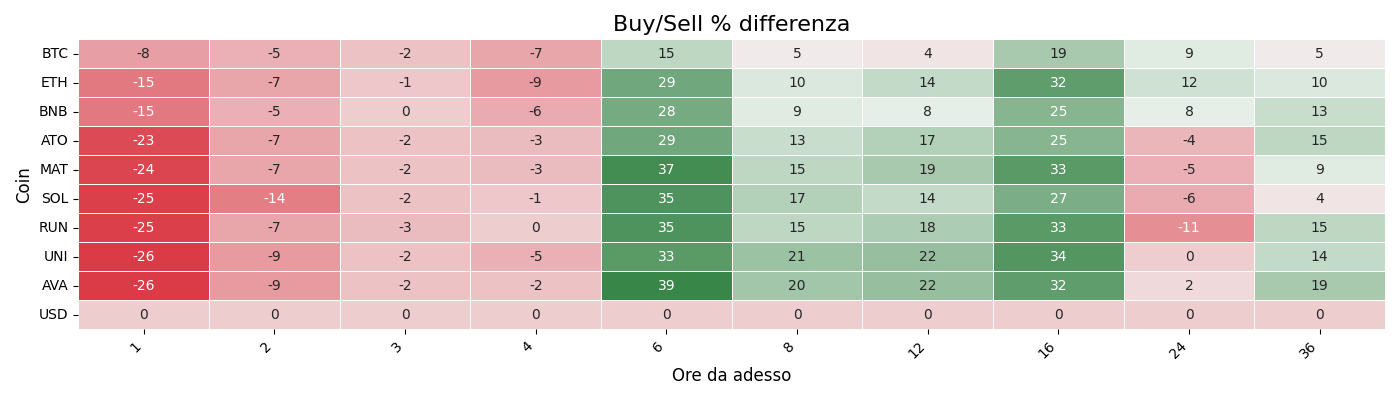 Buy/Sell % differenza
Coin
BTC -8 -5 -2 -7 15 5 4 19 9 5
ETH -15 -7 -1 -9 29 10 14 32 12 10
BNB -15 -5 0 -6 28 9 8 25 8 13
ATO -23 -7 -2 -3 29 13 17 25 -4 15
MAT -24 -7 -2 -3 37 15 19 33 -5 9
SOL -25 -14 -2 -1 35 17 14 27 -6 4
RUN -25 -7 -3 0 35 15 18 33 -11 15
UNI -26 -9 -2 -5 33 21 22 34 0 14
AVA -26 -9 -2 -2 39 20 22 32 2 19
USD 0 0 0 0 0 0 0 0 0 0
1 2 3 4 6 8 12 16 24 36
Ore da adesso